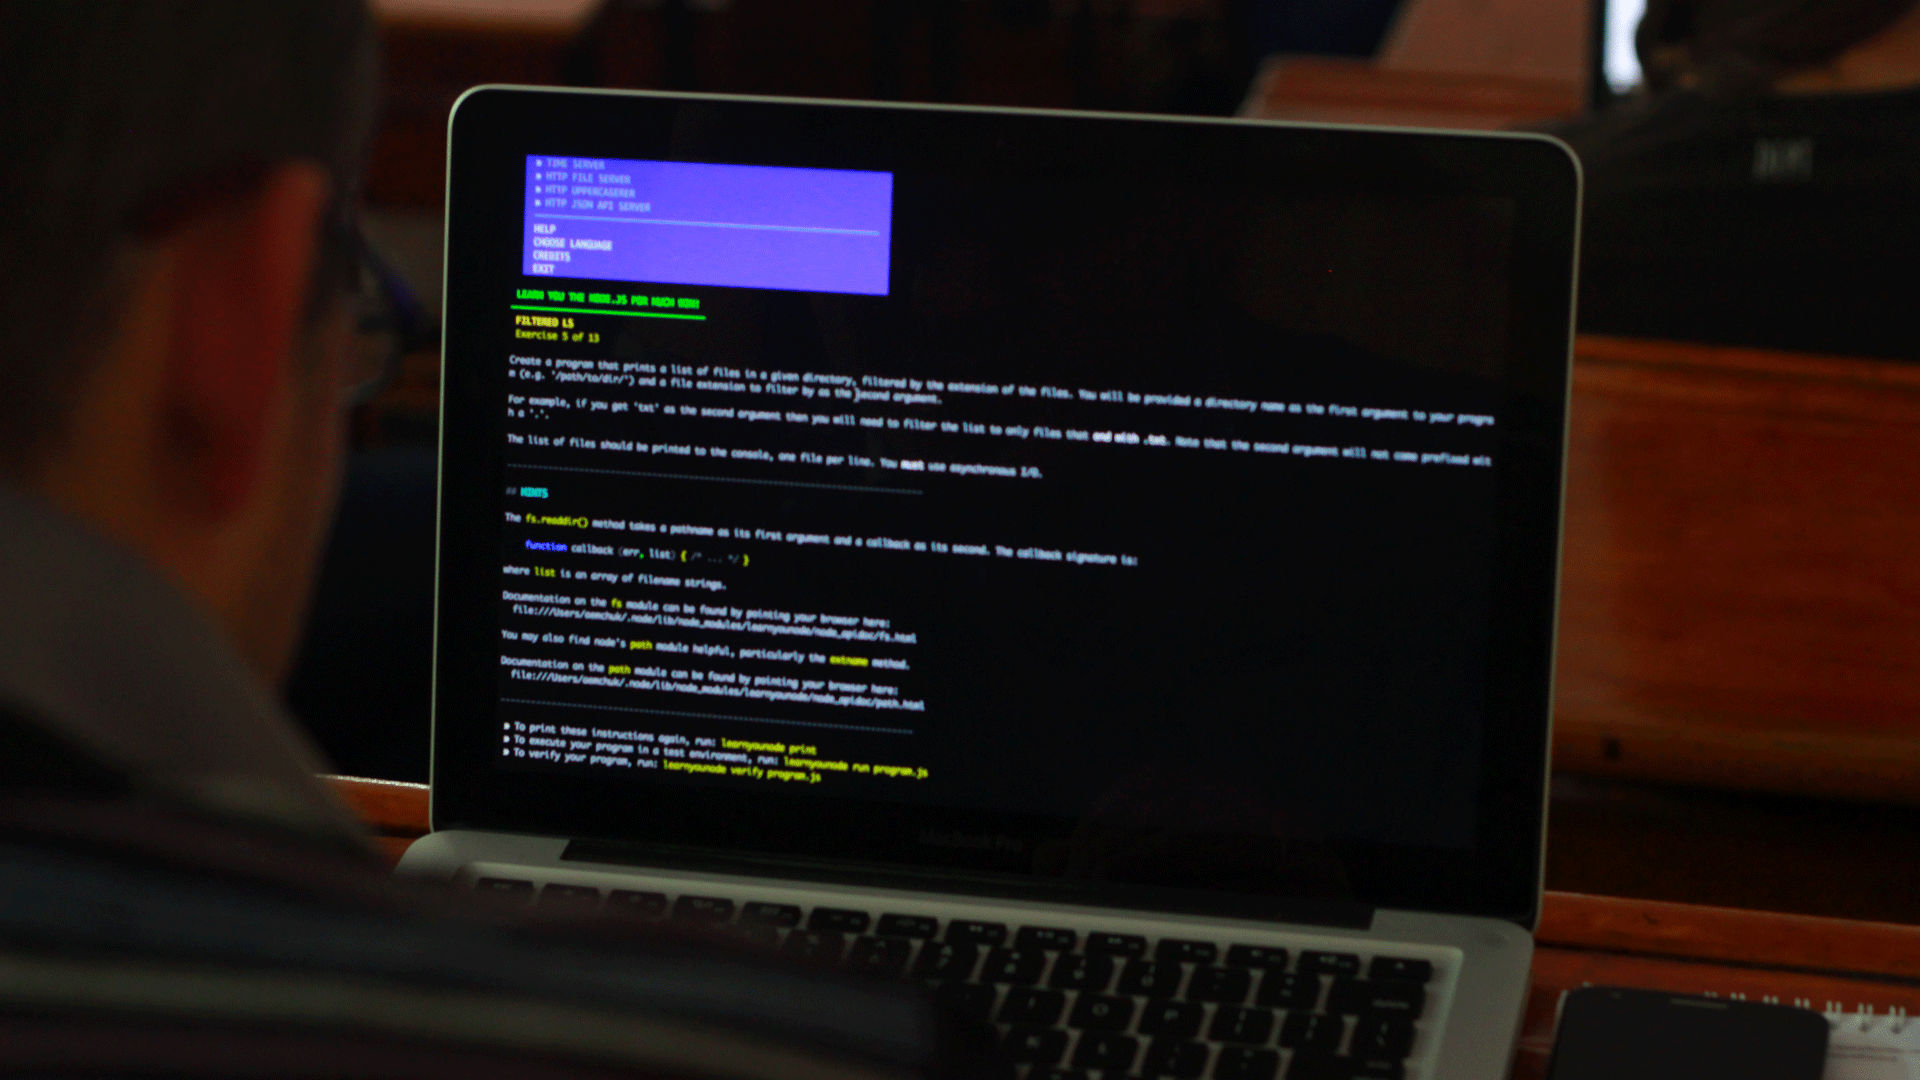 ▶ TIME SERVER
▶ HTTP FILE SERVER
▶ HTTP UPPERCASERER
▶ HTTP JSON API SERVER
HELP
CHOOSE LANGUAGE
CREDITS
EXIT
LEARN YOU THE NODE.JS FOR MUCH WIN!
FILTERED LS
Exercise 5 of 13
Create a program that prints a list of files in a given directory, filtered by the extension of the files. You will be provided a directory name as the first argument to your progra
m (e.g. '/path/to/dir/') and a file extension to filter by as the second argument.
For example, if you get 'txt' as the second argument then you will need to filter the list to only files that end with .txt. Note that the second argument will not come prefixed wit
h a '.'.
The list of files should be printed to the console, one file per line. You must use asynchronous I/O.
## HINTS
The fs.readdir() method takes a pathname as its first argument and a callback as its second. The callback signature is:
function callback (err, list) { /* ... */ }
where list is an array of filename strings.
Documentation on the fs module can be found by pointing your browser here:
file:///Users/oemchuk/.node/lib/node_modules/learnyounode/node_apidoc/fs.html
You may also find node's path module helpful, particularly the extname method.
Documentation on the path module can be found by pointing your browser here:
file:///Users/oemchuk/.node/lib/node_modules/learnyounode/node_apidoc/path.html
▶ To print these instructions again, run: learnyounode print
▶ To execute your program in a test environment, run: learnyounode run program.js
▶ To verify your program, run: learnyounode verify program.js
MacBook Pro